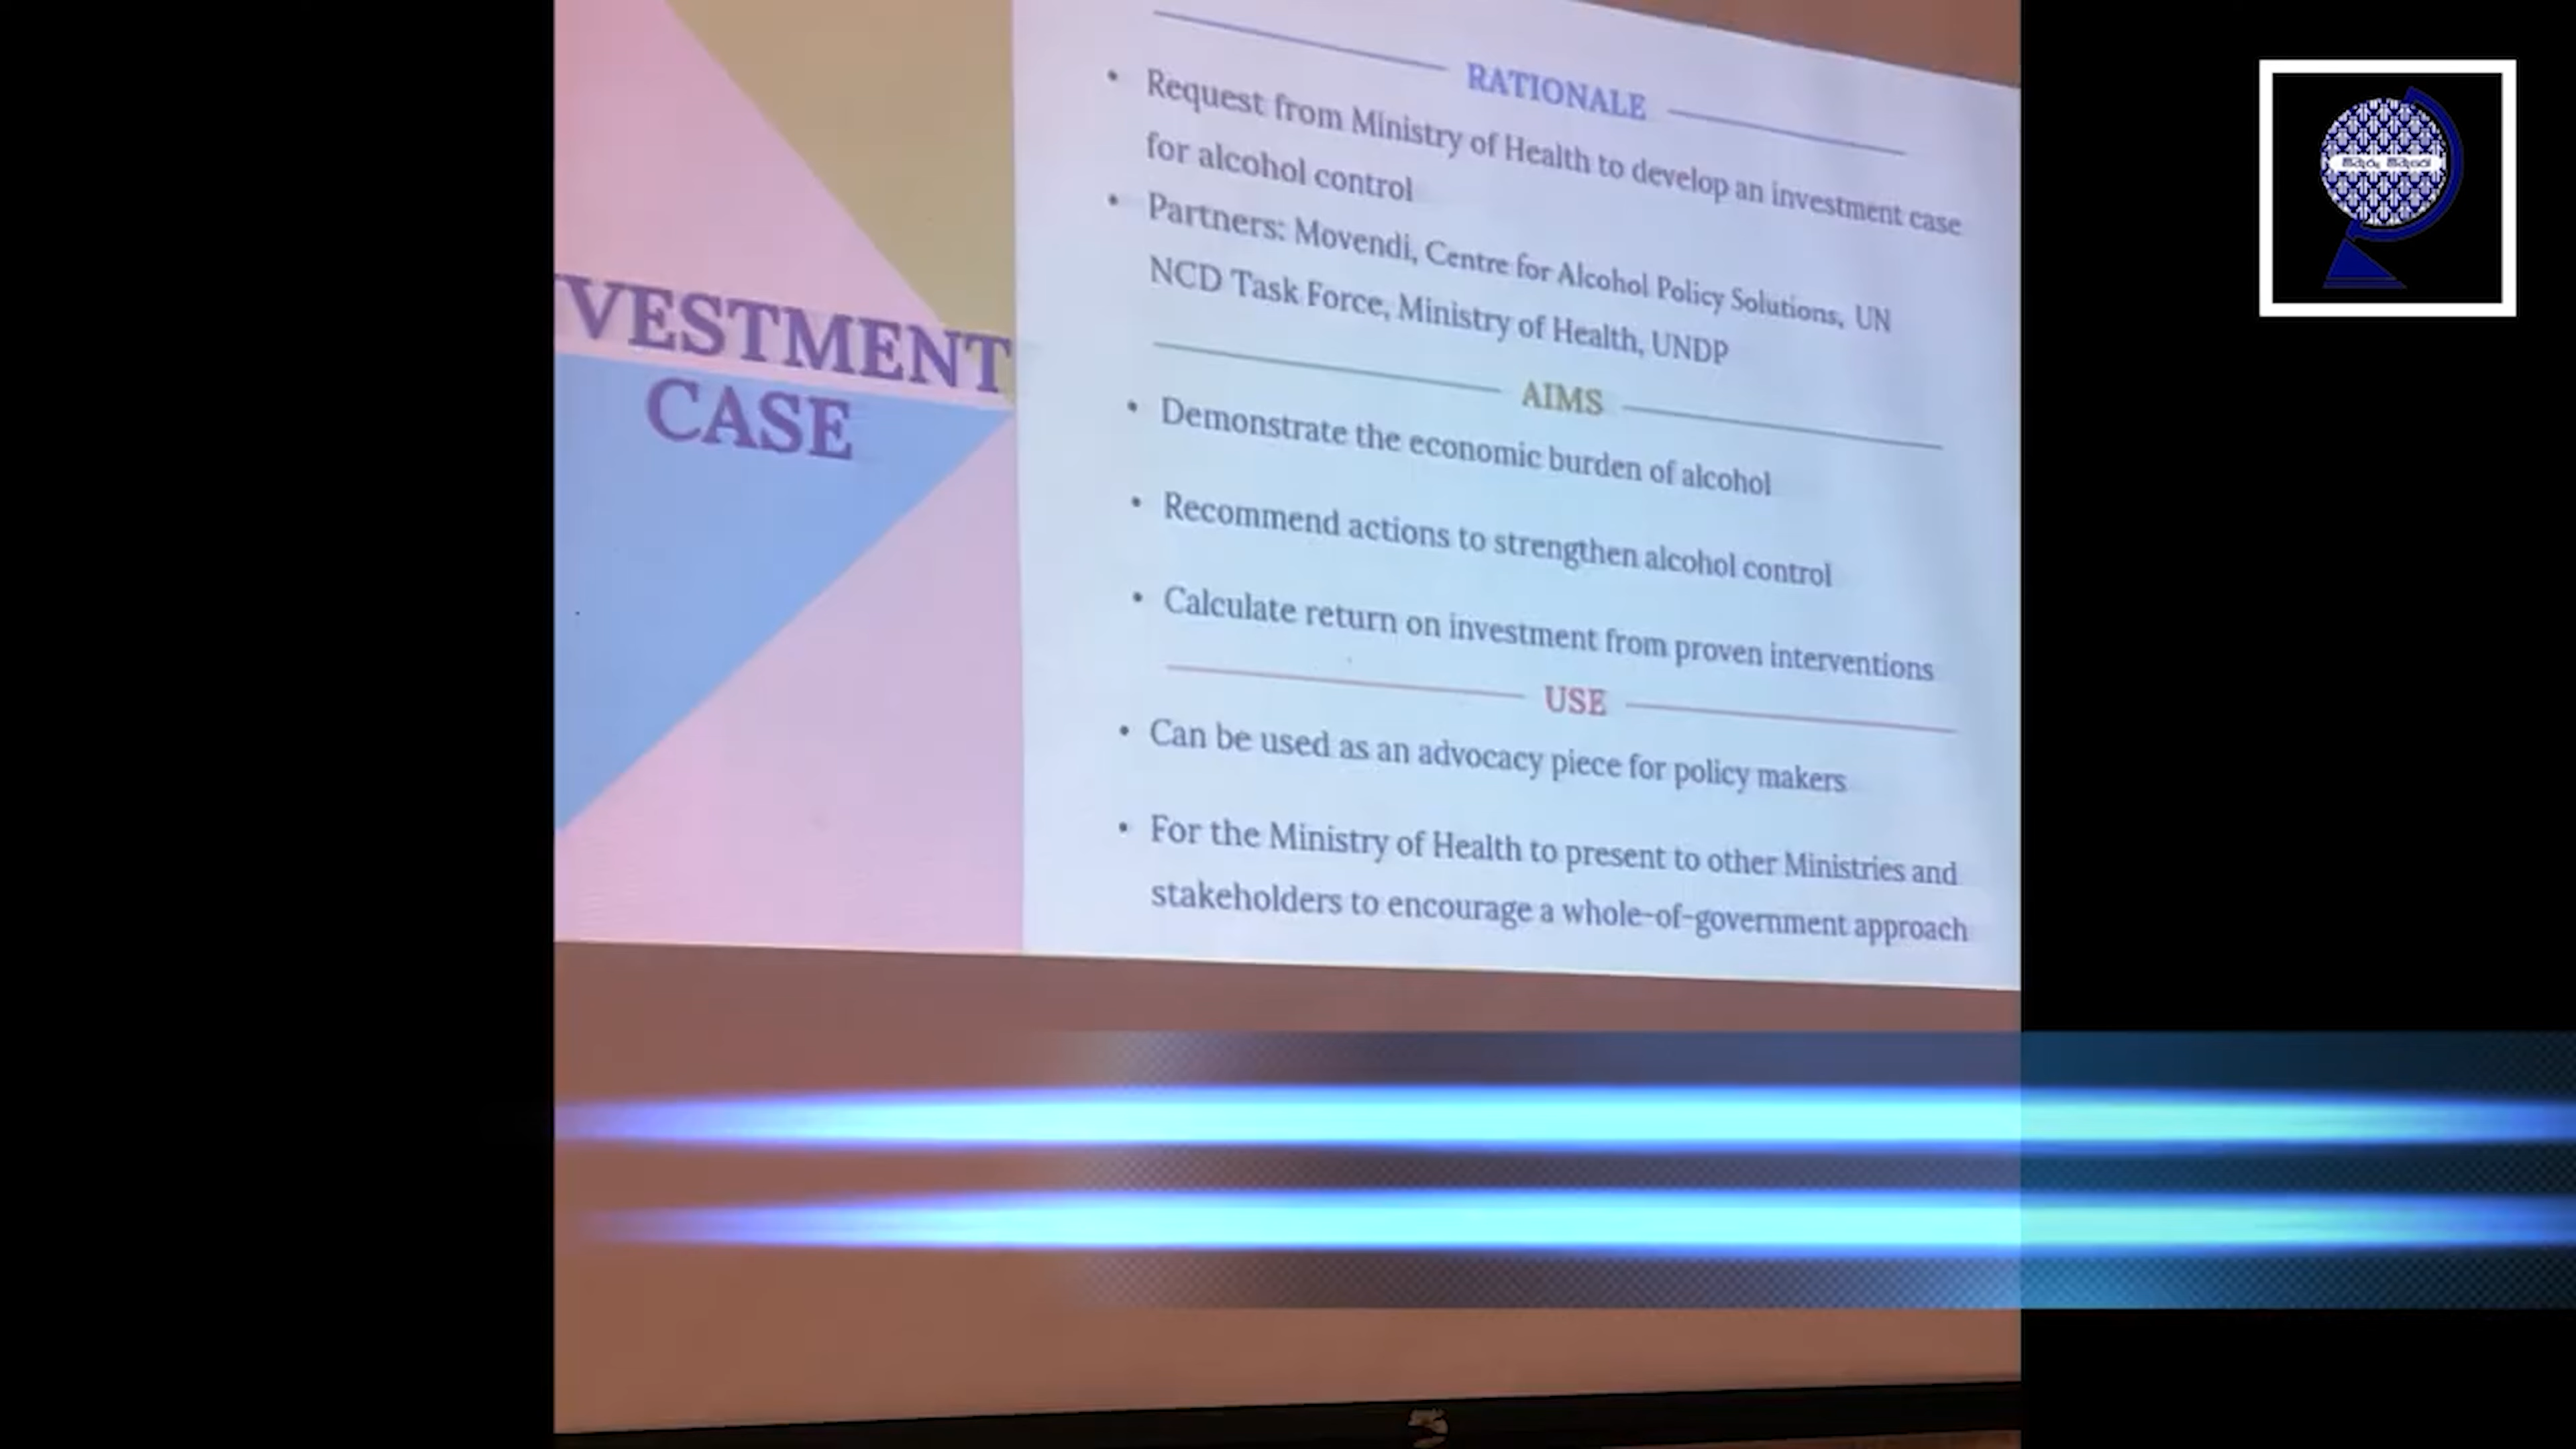 VESTMENT
CASE
RATIONALE
• Request from Ministry of Health to develop an investment case
for alcohol control
• Partners: Movendi, Centre for Alcohol Policy Solutions, UN
NCD Task Force, Ministry of Health, UNDP
AIMS
• Demonstrate the economic burden of alcohol
• Recommend actions to strengthen alcohol control
• Calculate return on investment from proven interventions
USE
• Can be used as an advocacy piece for policy makers
• For the Ministry of Health to present to other Ministries and
stakeholders to encourage a whole-of-government approach